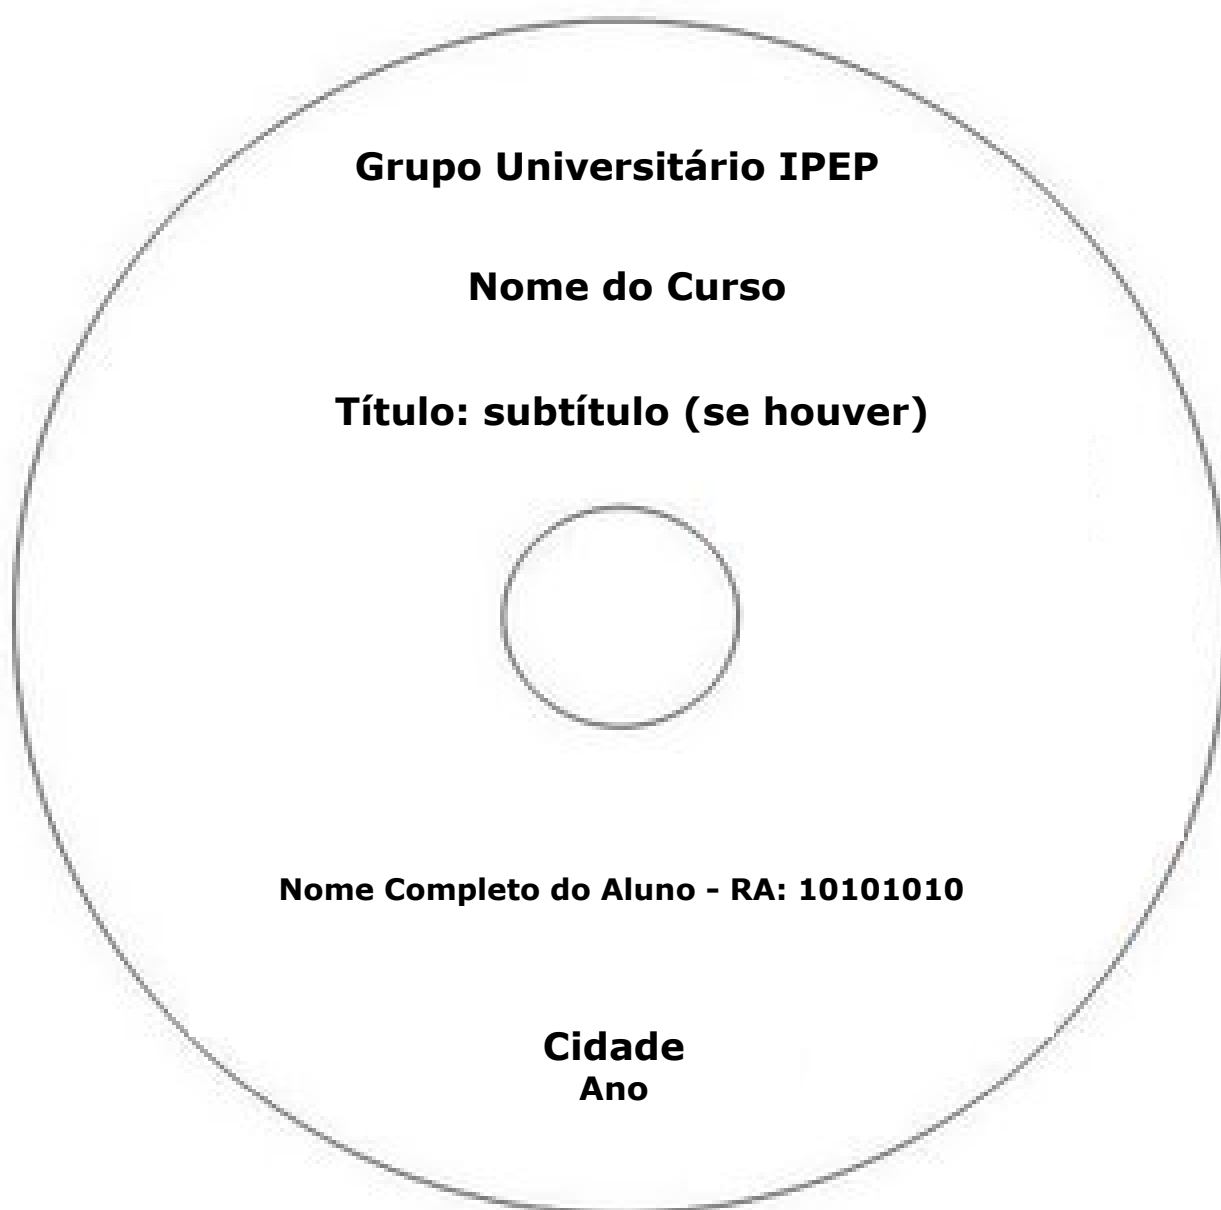 Grupo Universitário IPEP
Nome do Curso
Título: subtítulo (se houver)
Nome Completo do Aluno - RA: 10101010
Cidade
Ano